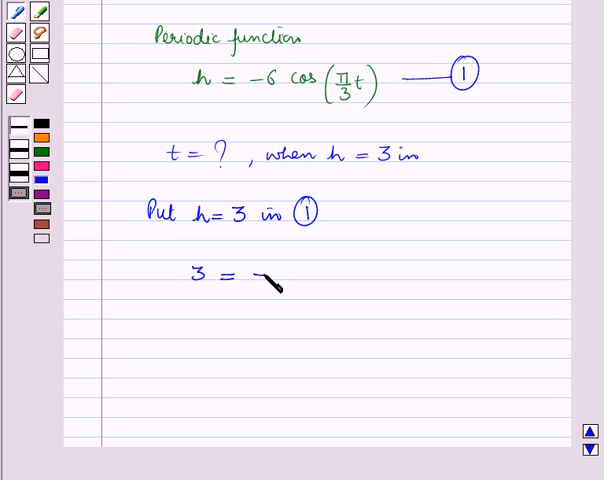 Periodic function
h = -6 cos (π/3 t) ——— ①
t = ? , when h = 3 in
Put h = 3 in ①
3 = -